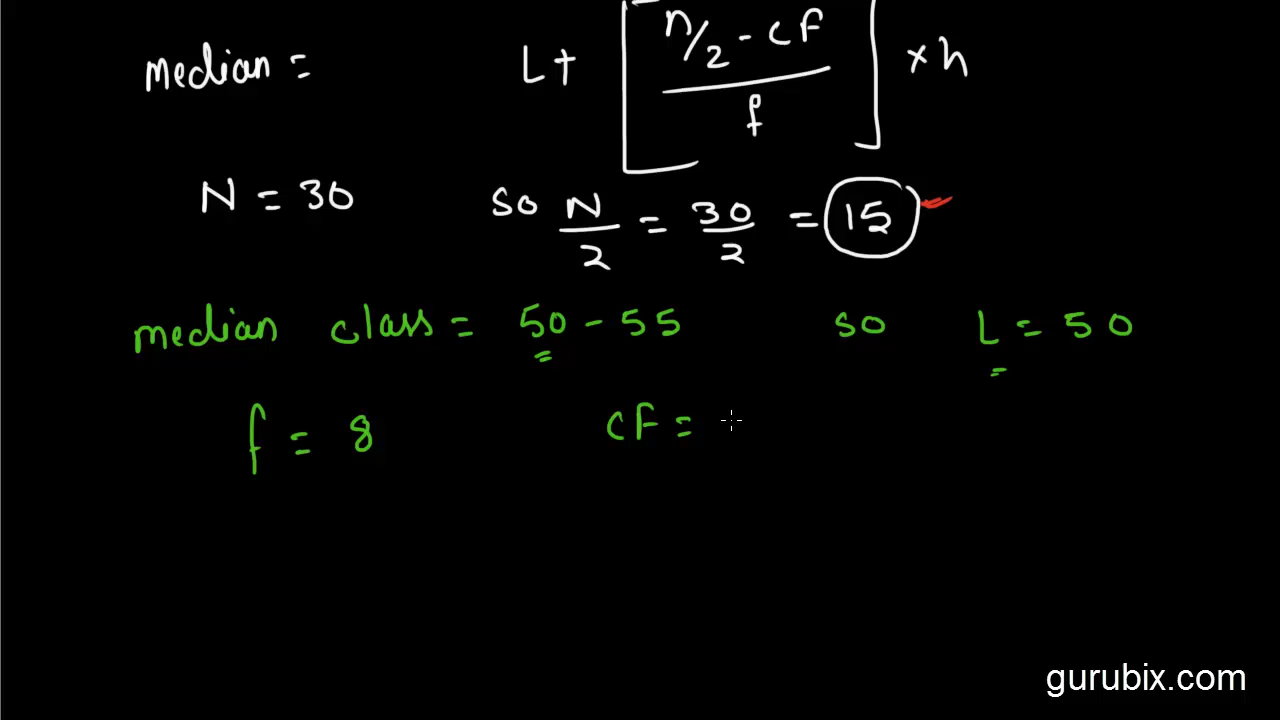 median = L + [ n/2 - cF / f ] × h
N = 30 so N/2 = 30/2 = 15
median class = 50 - 55 so L = 50
f = 8 cF =
gurubix.com